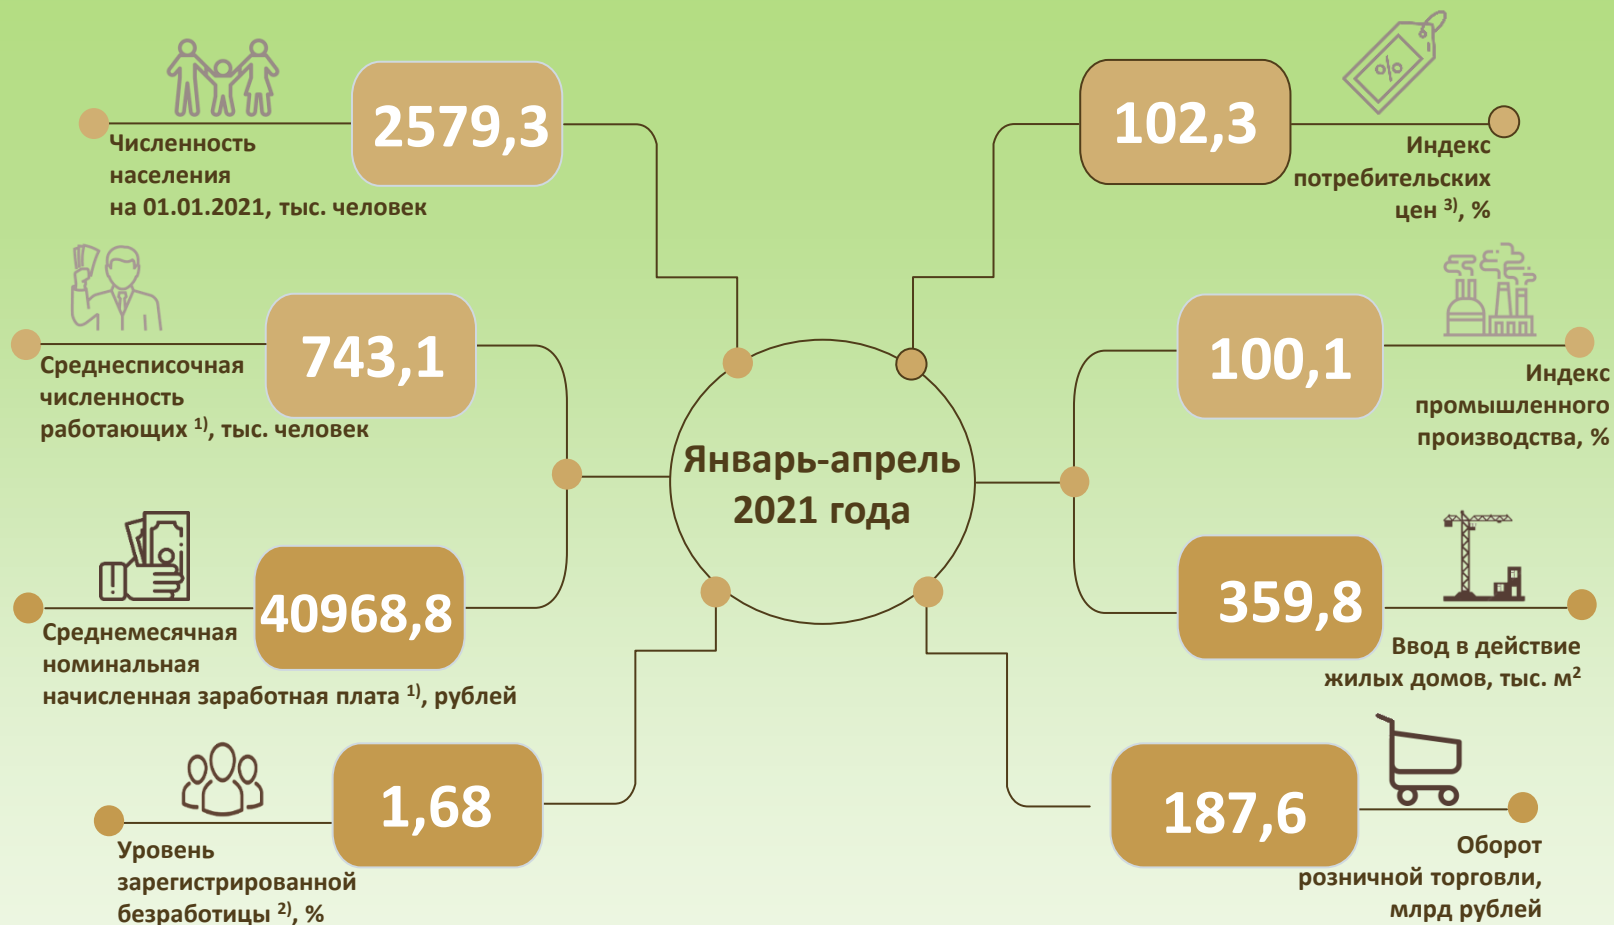 2579,3
Численность
населения
на 01.01.2021, тыс. человек
743,1
Среднесписочная
численность
работающих 1), тыс. человек
40968,8
Среднемесячная
номинальная
начисленная заработная плата 1), рублей
1,68
Уровень
зарегистрированной
безработицы 2), %
Январь-апрель
2021 года
102,3
%
Индекс
потребительских
цен 3), %
100,1
Индекс
промышленного
производства, %
359,8
Ввод в действие
жилых домов, тыс. м2
187,6
Оборот
розничной торговли,
млрд рублей